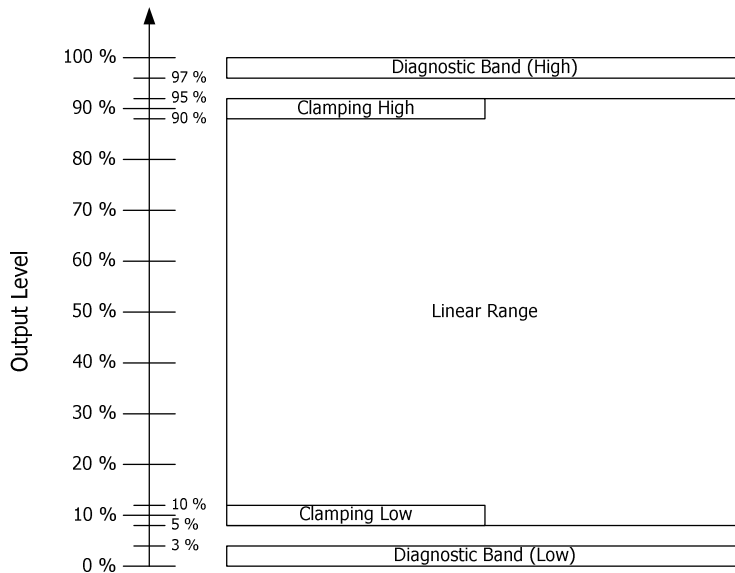 100 %
Diagnostic Band (High)
97 %
95 %
90 %
Clamping High
90 %
80 %
70 %
60 %
Output Level
50 %
Linear Range
40 %
30 %
20 %
10 %
10 %
Clamping Low
5 %
3 %
Diagnostic Band (Low)
0 %